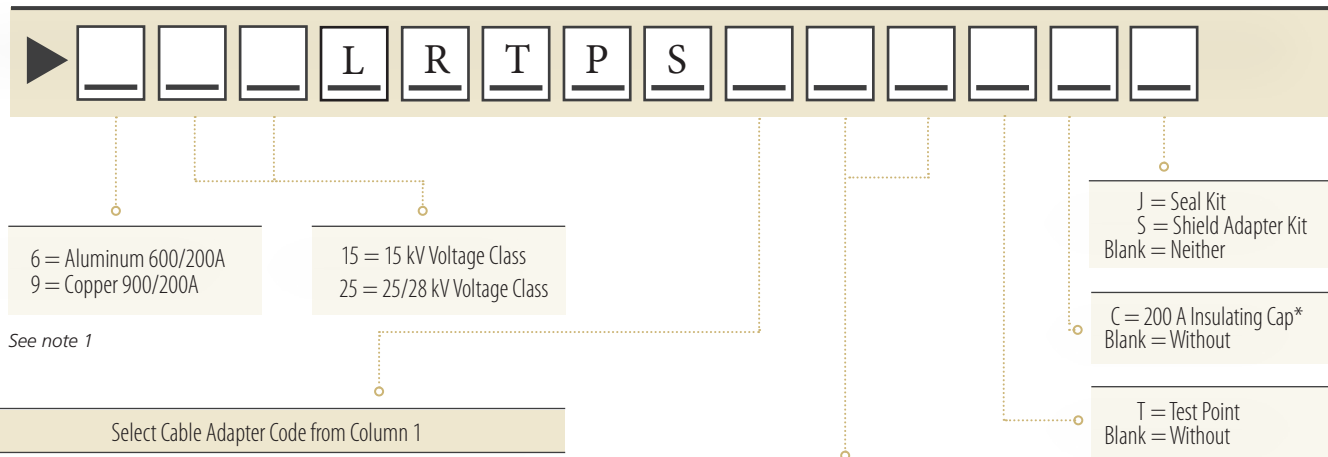 L R T P S
6 = Aluminum 600/200A
9 = Copper 900/200A
See note 1
15 = 15 kV Voltage Class
25 = 25/28 kV Voltage Class
J = Seal Kit
S = Shield Adapter Kit
Blank = Neither
C = 200 A Insulating Cap*
Blank = Without
T = Test Point
Blank = Without
Select Cable Adapter Code from Column 1